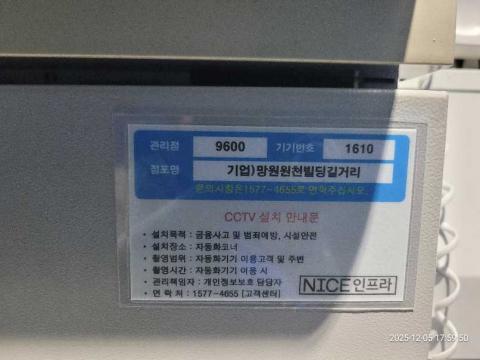 관리점 9600 기기번호 1610
점포명 기업)망원원천빌딩길거리
문의사항은1577-4655로 연락주십시오.
CCTV 설치 안내문
• 설치목적 : 금융사고 및 범죄예방, 시설안전
• 설치장소 : 자동화코너
• 촬영범위 : 자동화기기 이용고객 및 주변
• 촬영시간 : 자동화기기 이용 시
• 관리책임자 : 개인정보보호 담당자
• 연 락 처 : 1577-4655 [고객센터]
NICE인프라
2025-12-05 17:59:50